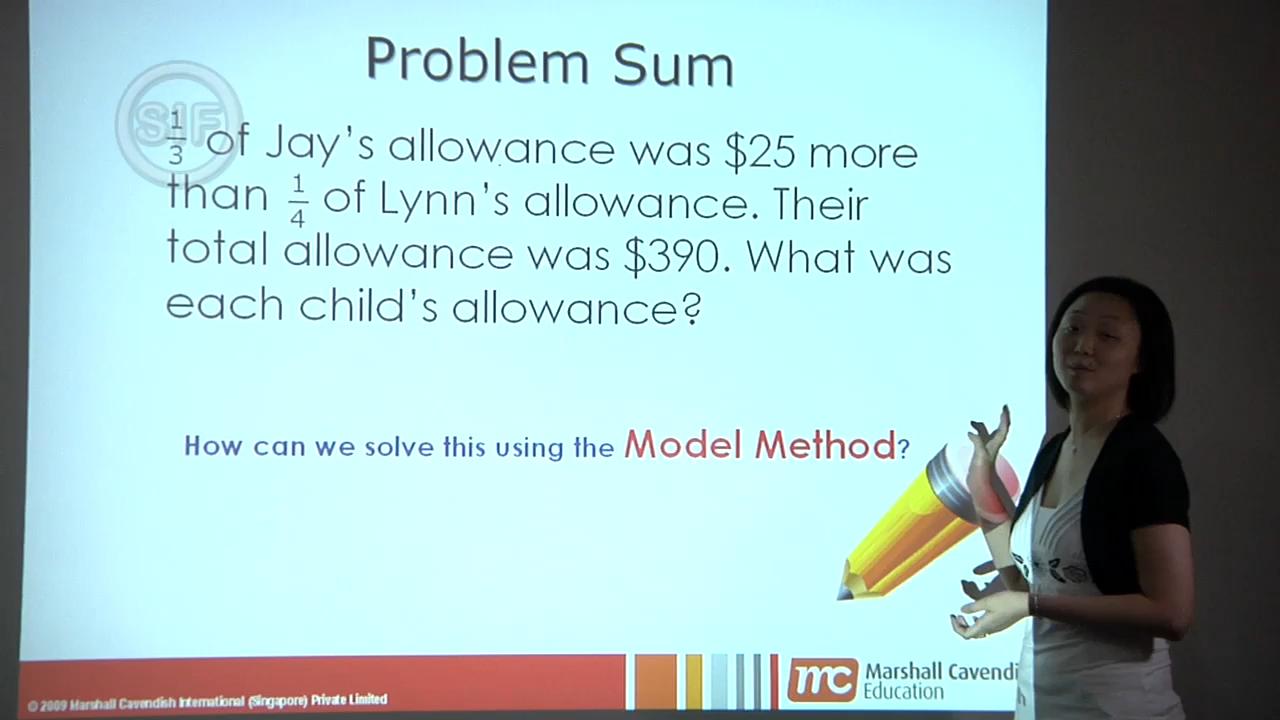 Problem Sum
SIF
1/3 of Jay's allowance was $25 more
than 1/4 of Lynn's allowance. Their
total allowance was $390. What was
each child's allowance?
How can we solve this using the Model Method?
mc Marshall Cavendi
Education
© 2009 Marshall Cavendish International (Singapore) Private Limited